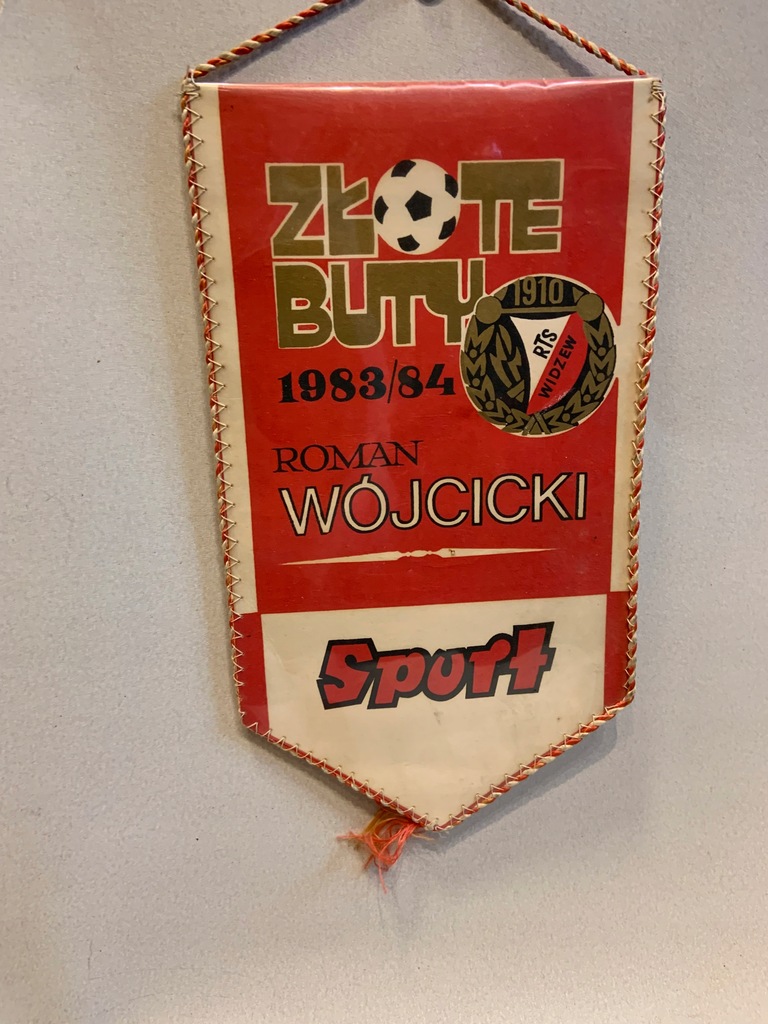 ZŁOTE
BUTY
1910
RTS
WIDZEW
1983/84
ROMAN
WÓJCICKI
Sport